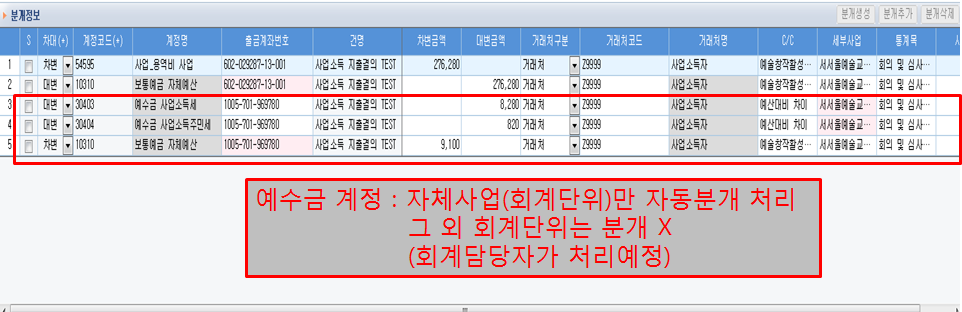 분개정보 분개생성 분개추가 분개삭제
S 차대(+) 계정코드(+) 계정명 출금계좌번호 건명 차변금액 대변금액 거래처구분 거래처코드 거래처명 C/C 세부사업 통계목
1 차변 54595 사업_용역비 사업 602-029287-13-001 사업소득 지출결의 TEST 276,280 거래처 Z9999 사업소득자 예술창작활성… 서서울예술교… 회의 및 심사…
2 대변 10310 보통예금 자체예산 602-029287-13-001 사업소득 지출결의 TEST 276,280 거래처 Z9999 사업소득자 예술창작활성… 서서울예술교… 회의 및 심사…
3 대변 30403 예수금 사업소득세 1005-701-969780 사업소득 지출결의 TEST 8,280 거래처 Z9999 사업소득자 예산대비 차이 서서울예술교… 회의 및 심사…
4 대변 30404 예수금 사업소득주민세 1005-701-969780 사업소득 지출결의 TEST 820 거래처 Z9999 사업소득자 예산대비 차이 서서울예술교… 회의 및 심사…
5 차변 10310 보통예금 자체예산 1005-701-969780 사업소득 지출결의 TEST 9,100 거래처 Z9999 사업소득자 예술창작활성… 서서울예술교… 회의 및 심사…
예수금 계정 : 자체사업(회계단위)만 자동분개 처리
그 외 회계단위는 분개 X
(회계담당자가 처리예정)